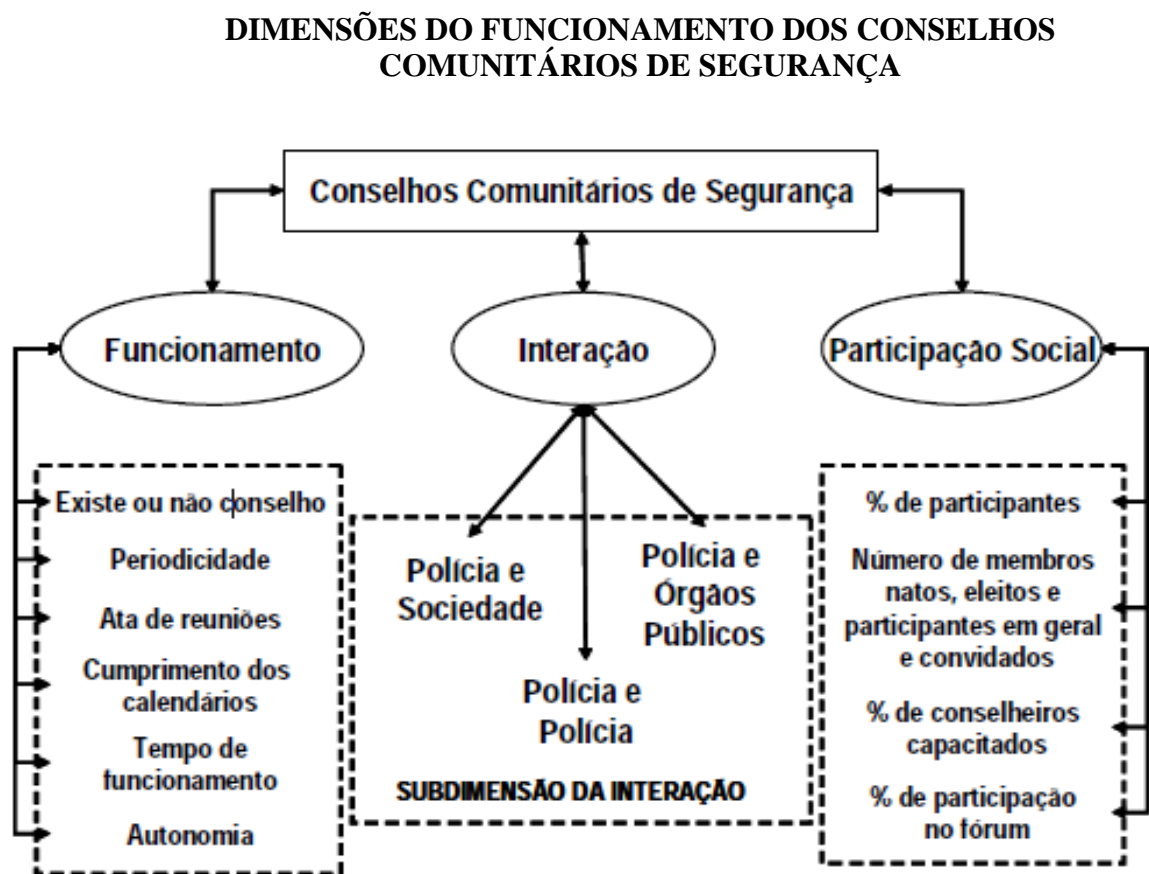 DIMENSÕES DO FUNCIONAMENTO DOS CONSELHOS
COMUNITÁRIOS DE SEGURANÇA
Conselhos Comunitários de Segurança
Funcionamento
Interação
Participação Social
Existe ou não conselho
Periodicidade
Ata de reuniões
Cumprimento dos
calendários
Tempo de
funcionamento
Autonomia
Polícia e
Sociedade
Polícia e
Órgãos
Públicos
Polícia e
Polícia
SUBDIMENSÃO DA INTERAÇÃO
% de participantes
Número de membros
natos, eleitos e
participantes em geral
e convidados
% de conselheiros
capacitados
% de participação
no fórum